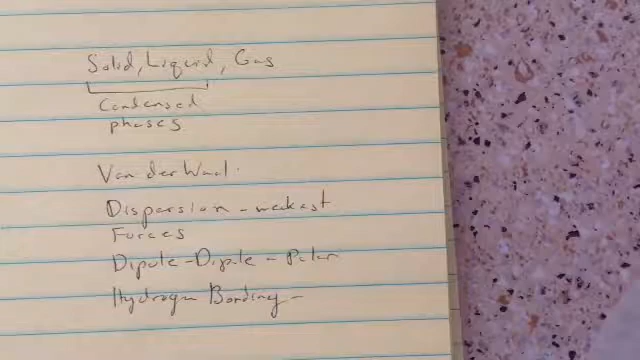 Solid, Liquid, Gas
Condensed
phases
Van der Waal.
Dispersion - weakest
Forces
Dipole-Dipole - Polar
Hydrogen Bonding -